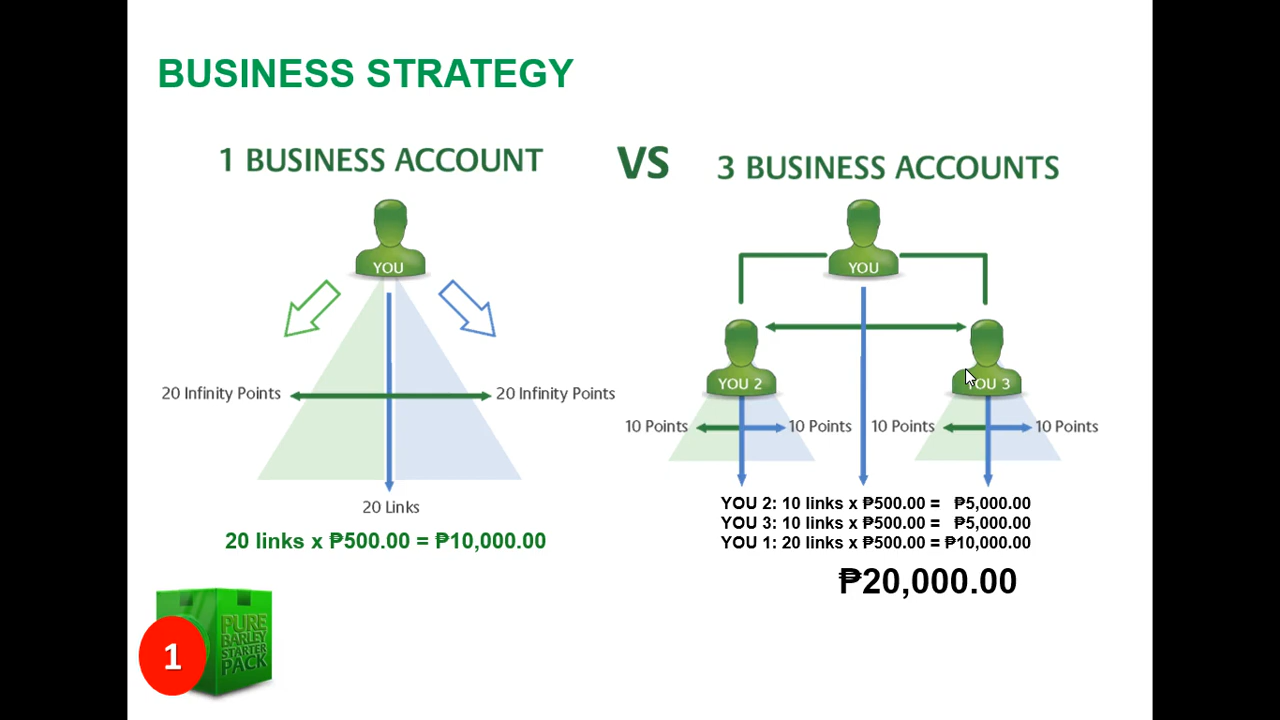 BUSINESS STRATEGY
1 BUSINESS ACCOUNT
VS
3 BUSINESS ACCOUNTS
YOU
20 Infinity Points
20 Infinity Points
20 Links
20 links x ₱500.00 = ₱10,000.00
YOU
YOU 2
YOU 3
10 Points
10 Points
10 Points
10 Points
YOU 2: 10 links x ₱500.00 = ₱5,000.00
YOU 3: 10 links x ₱500.00 = ₱5,000.00
YOU 1: 20 links x ₱500.00 = ₱10,000.00
₱20,000.00
PURE
BARLEY
STARTER
PACK
1